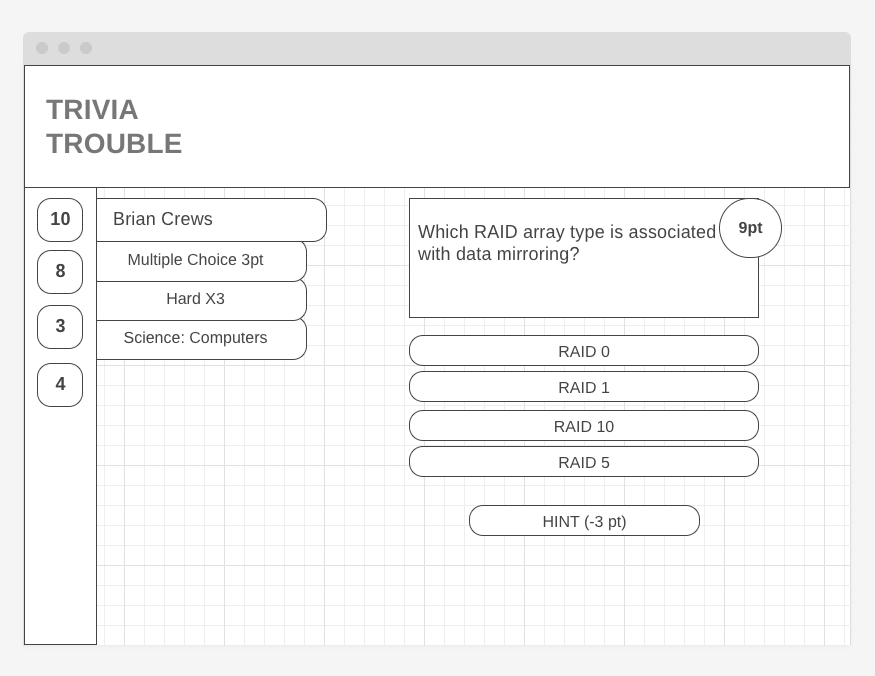 TRIVIA
TROUBLE
10
Brian Crews
8
Multiple Choice 3pt
Hard X3
3
Science: Computers
4
Which RAID array type is associated
with data mirroring?
9pt
RAID 0
RAID 1
RAID 10
RAID 5
HINT (-3 pt)